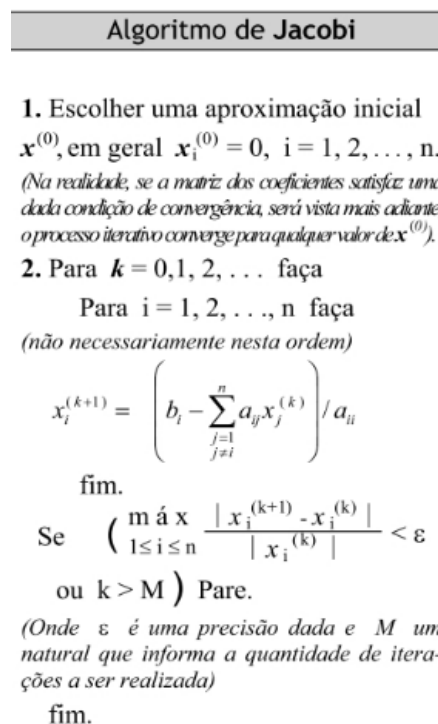 Algoritmo de Jacobi
1. Escolher uma aproximação inicial
x^(0), em geral x_i^(0) = 0, i = 1, 2, . . . , n.
(Na realidade, se a matriz dos coeficientes satisfaz uma
dada condição de convergência, será vista mais adiante
o processo iterativo converge para qualquer valor de x^(0)).
2. Para k = 0,1, 2, . . . faça
Para i = 1, 2, . . ., n faça
(não necessariamente nesta ordem)
x_i^(k+1) = ( b_i - ∑_{j=1, j≠i}^{n} a_ij x_j^(k) ) / a_ii
fim.
Se ( máx_{1≤ i ≤ n} | x_i^(k+1) - x_i^(k) | / | x_i^(k) | < ε
ou k > M ) Pare.
(Onde ε é uma precisão dada e M um
natural que informa a quantidade de itera-
ções a ser realizada)
fim.